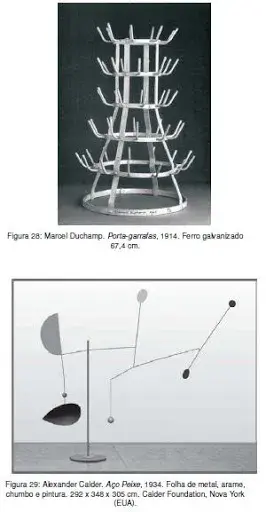 Figura 28: Marcel Duchamp. Porta-garrafas, 1914. Ferro galvanizado
67,4 cm.
Figura 29: Alexander Calder. Aço Peixe, 1934. Folha de metal, arame,
chumbo e pintura. 292 x 348 x 305 cm. Calder Foundation, Nova York
(EUA).